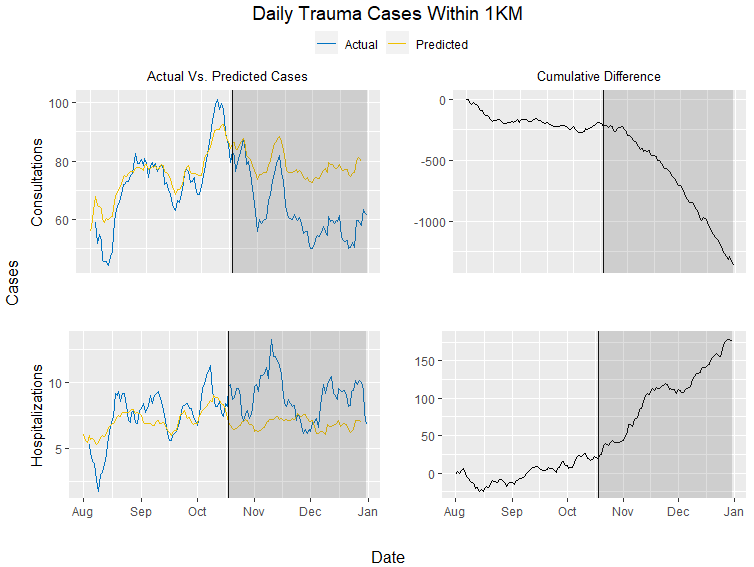 Daily Trauma Cases Within 1KM
Actual Predicted
Actual Vs. Predicted Cases
Cumulative Difference
Cases
Consultations
100
80
60
0
-500
-1000
Hospitalizations
10
5
150
100
50
0
Aug Sep Oct Nov Dec Jan
Aug Sep Oct Nov Dec Jan
Date